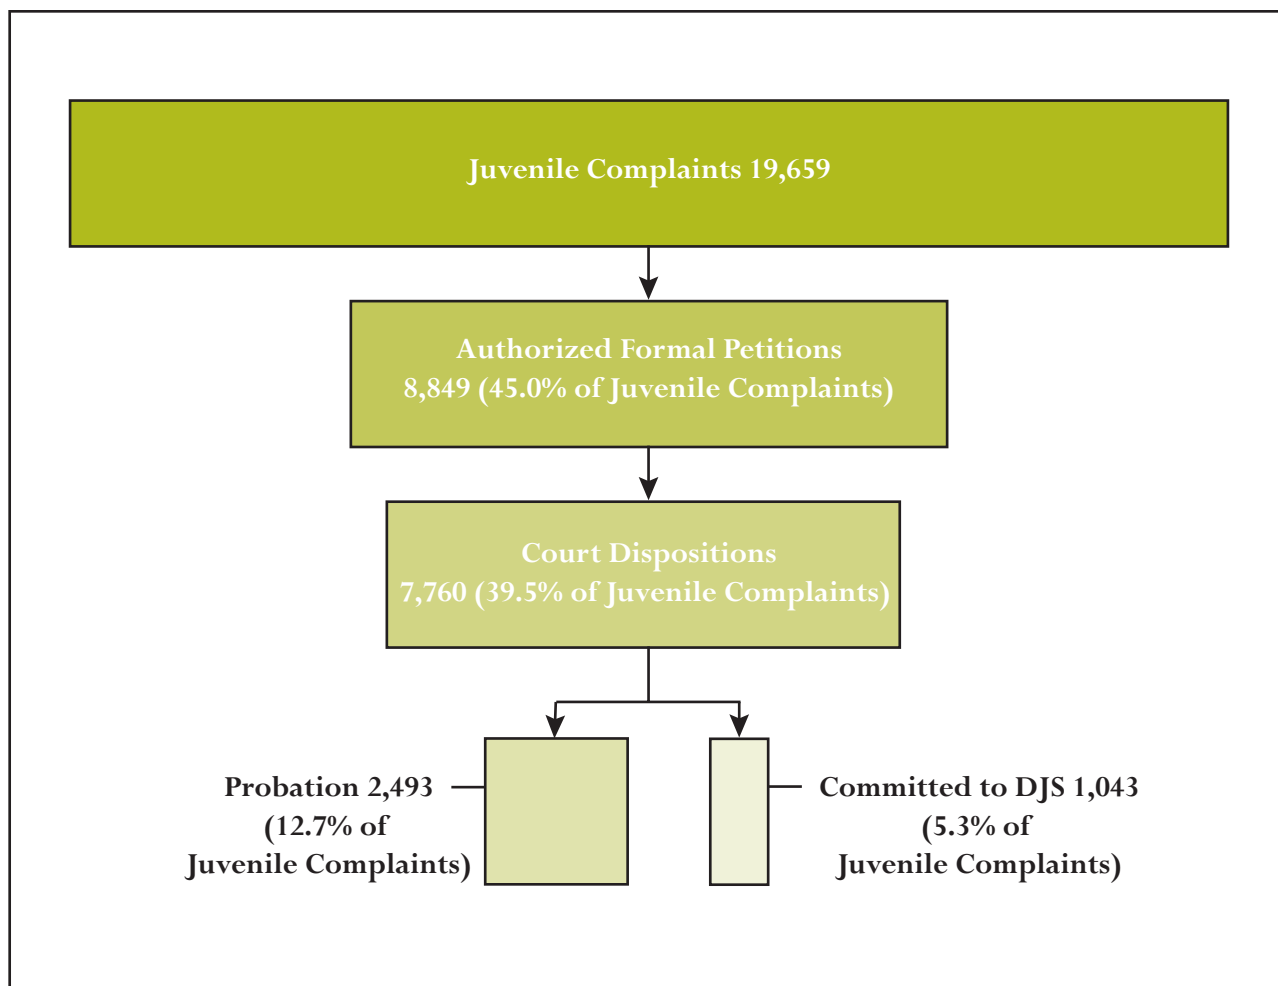 Juvenile Complaints 19,659
Authorized Formal Petitions
8,849 (45.0% of Juvenile Complaints)
Court Dispositions
7,760 (39.5% of Juvenile Complaints)
Probation 2,493
(12.7% of
Juvenile Complaints)
Committed to DJS 1,043
(5.3% of
Juvenile Complaints)